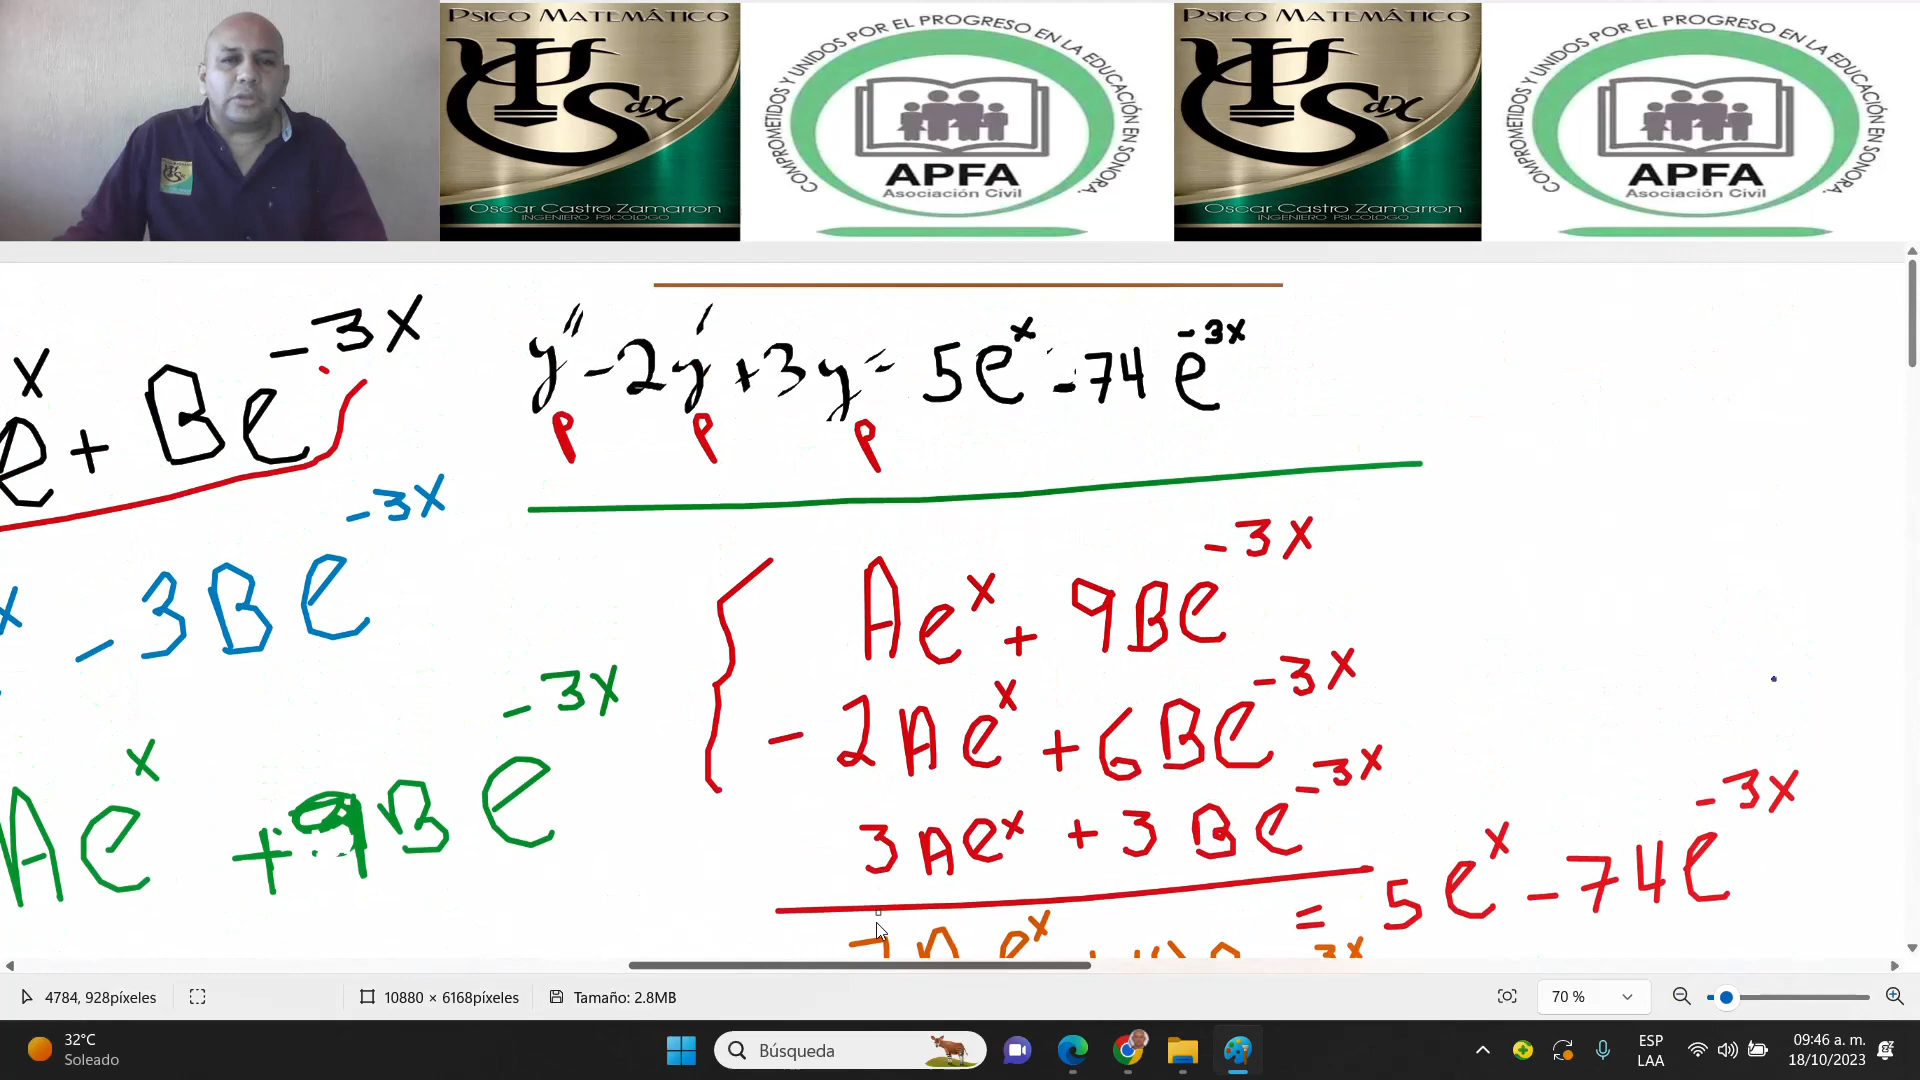 PSICO MATEMÁTICO
dx
Oscar Castro Zamarron
INGENIERO PSICOLOGO
COMPROMETIDOS Y UNIDOS POR EL PROGRESO EN LA EDUCACIÓN EN SONORA.
APFA
Asociación Civil
PSICO MATEMÁTICO
dx
Oscar Castro Zamarron
INGENIERO PSICOLOGO
COMPROMETIDOS Y UNIDOS POR EL PROGRESO EN LA EDUCACIÓN EN SONORA.
APFA
Asociación Civil
e^x + Be^-3x
x - 3Be^-3x
Ae^x + 9Be^-3x
y'' - 2y' + 3y = 5e^x - 74e^-3x
p p p
Ae^x + 9Be^-3x
- 2Ae^x + 6Be^-3x
3Ae^x + 3Be^-3x
= 5e^x - 74e^-3x
4784, 928píxeles
10880 × 6168píxeles
Tamaño: 2.8MB
70 %
32°C
Soleado
Búsqueda
ESP
LAA
09:46 a. m.
18/10/2023